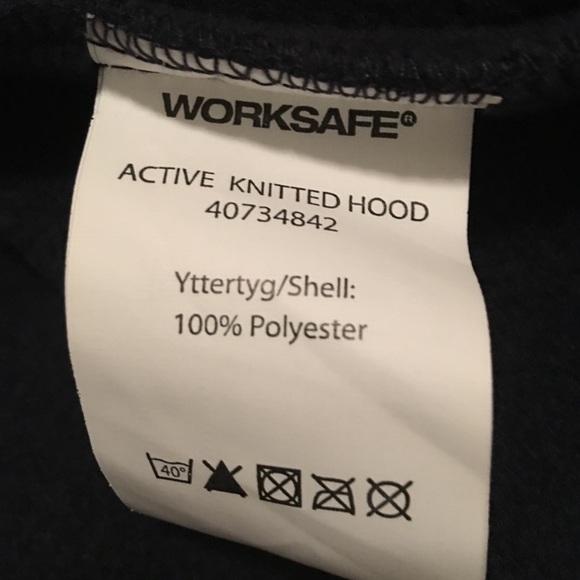 WORKSAFE®
ACTIVE KNITTED HOOD
40734842
Yttertyg/Shell:
100% Polyester
40°